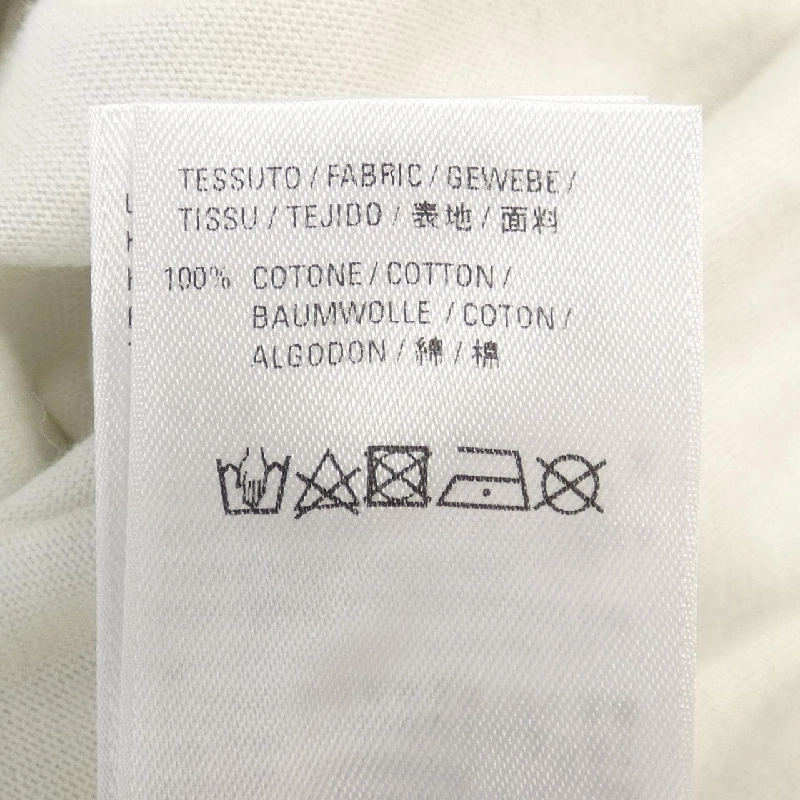 TESSUTO / FABRIC / GEWEBE /
TISSU / TEJIDO / 表地 / 面料
100% COTONE / COTTON /
BAUMWOLLE / COTON /
ALGODON / 綿 / 棉